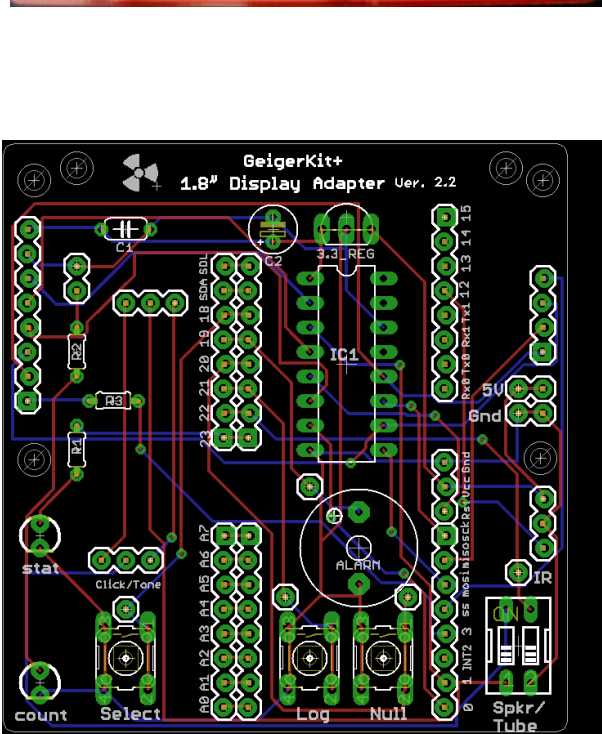 GeigerKit+
1.8" Display Adapter Ver. 2.2
C1
C2
3.3_REG
15
14
13
12
Rx0 Tx0 Rx1 Tx1
SDA SDL
18
19
20
21
22
23
IC1
R2
R3
R1
5V
Gnd
Rst Vcc Gnd
ss mosi miso sck
A7
A6
A5
A4
A3
A2
A1
A0
ALARM
stat
Click/Tone
IR
ON
3
INT2
1
0
count
Select
Log
Null
Spkr/
Tube